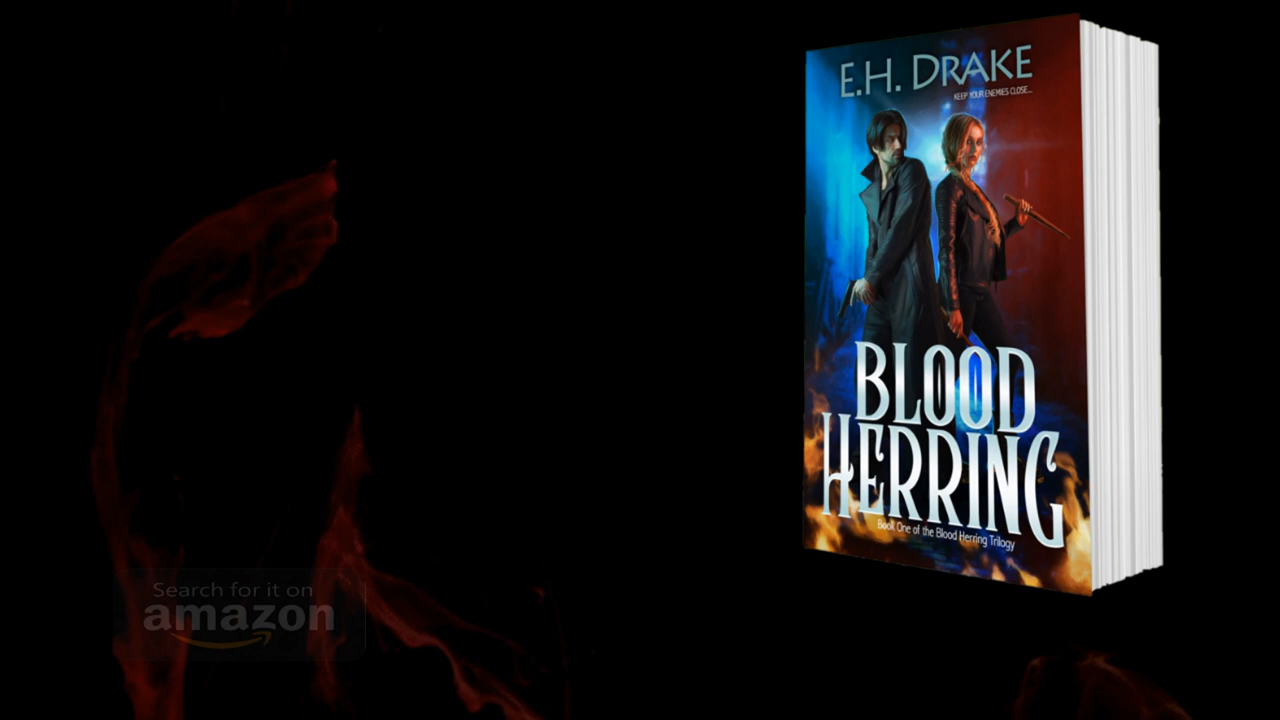 E.H. DRAKE
KEEP YOUR ENEMIES CLOSE...
BLOOD
HERRING
Book One of the Blood Herring Trilogy
Search for it on
amazon